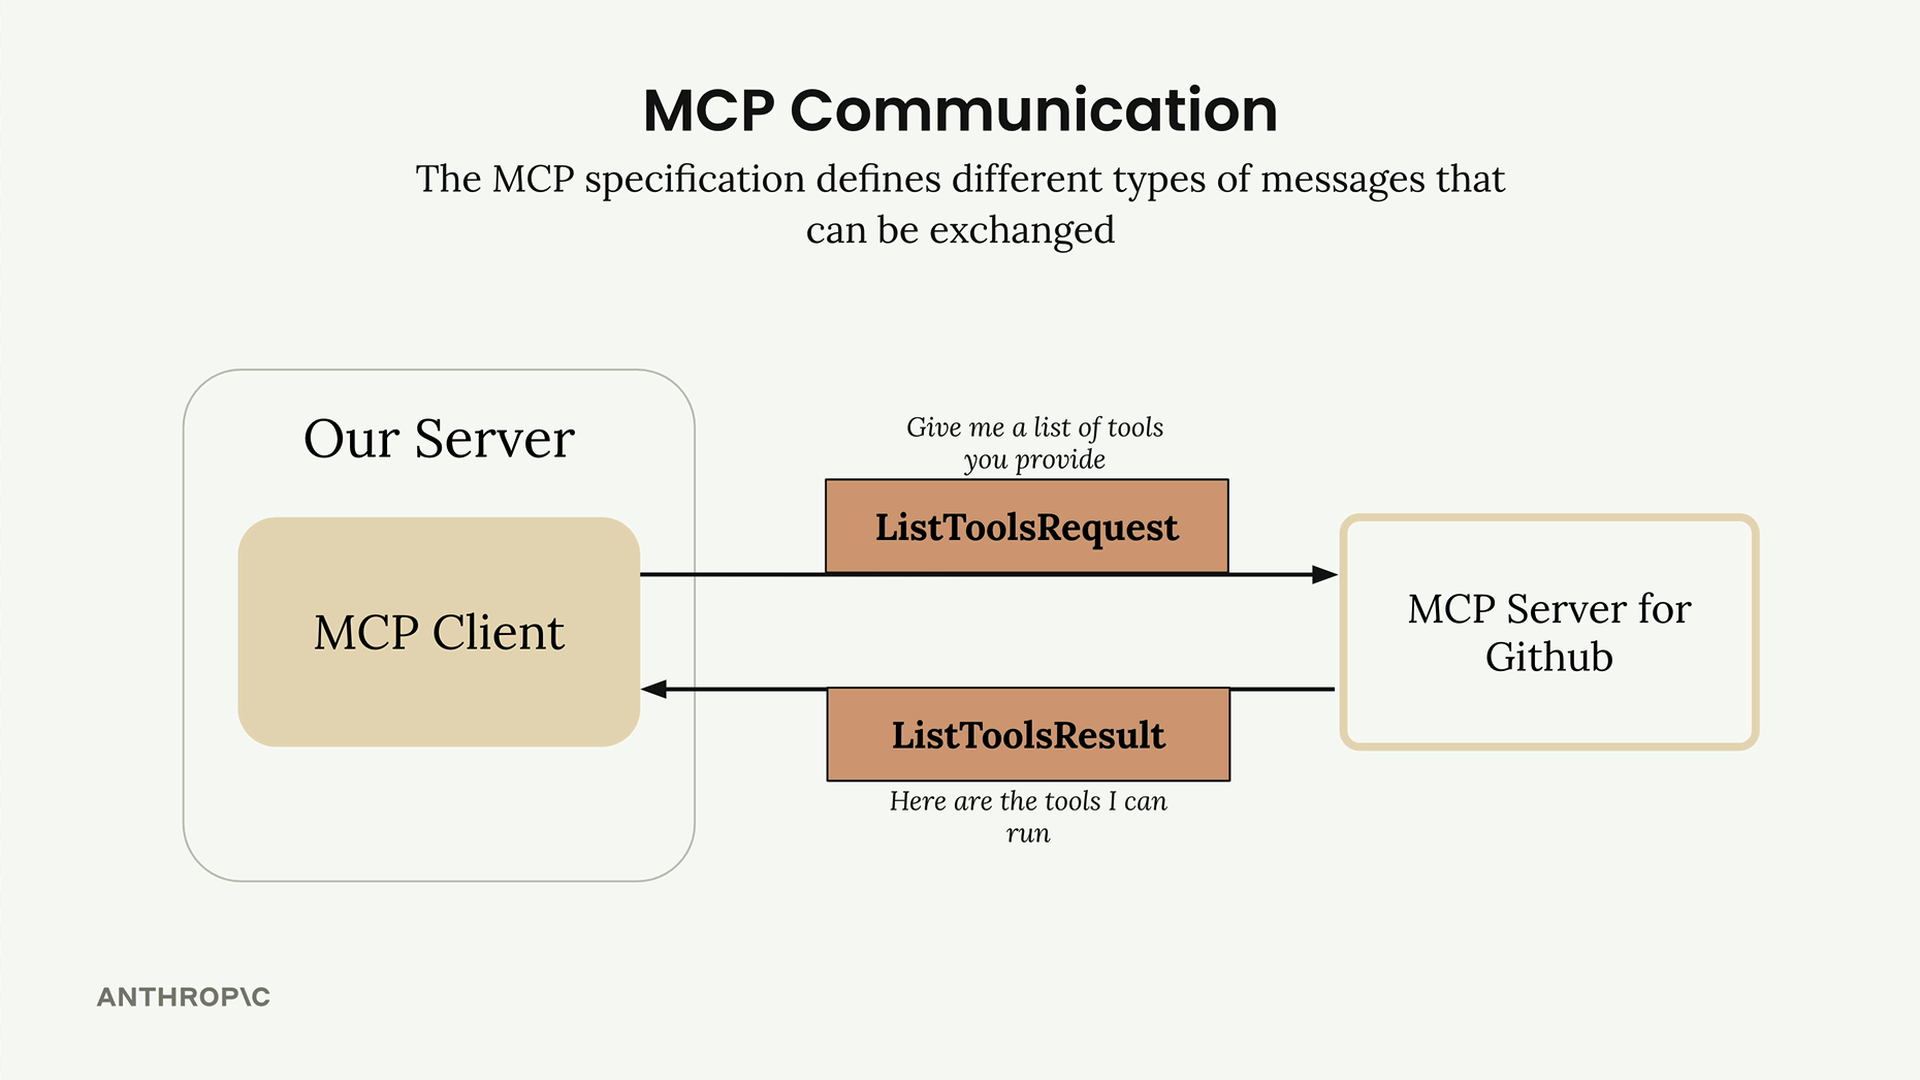 MCP Communication
The MCP specification defines different types of messages that
can be exchanged
Our Server
MCP Client
Give me a list of tools
you provide
ListToolsRequest
ListToolsResult
Here are the tools I can
run
MCP Server for
Github
ANTHROP\C